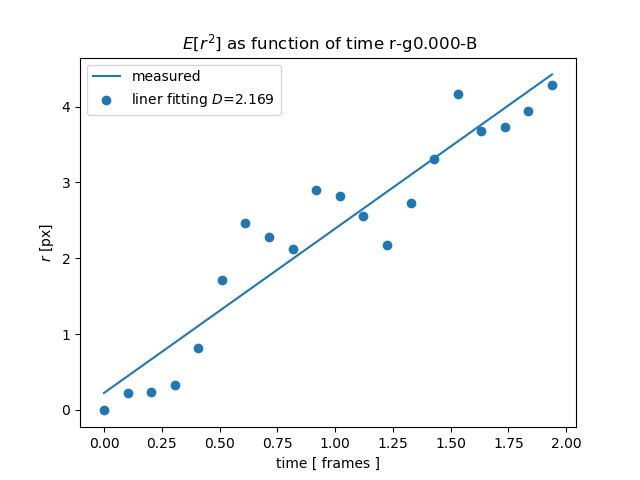 E[r²] as function of time r-g0.000-B
measured
liner fitting D=2.169
4
3
2
1
0
r [px]
0.00 0.25 0.50 0.75 1.00 1.25 1.50 1.75 2.00
time [ frames ]